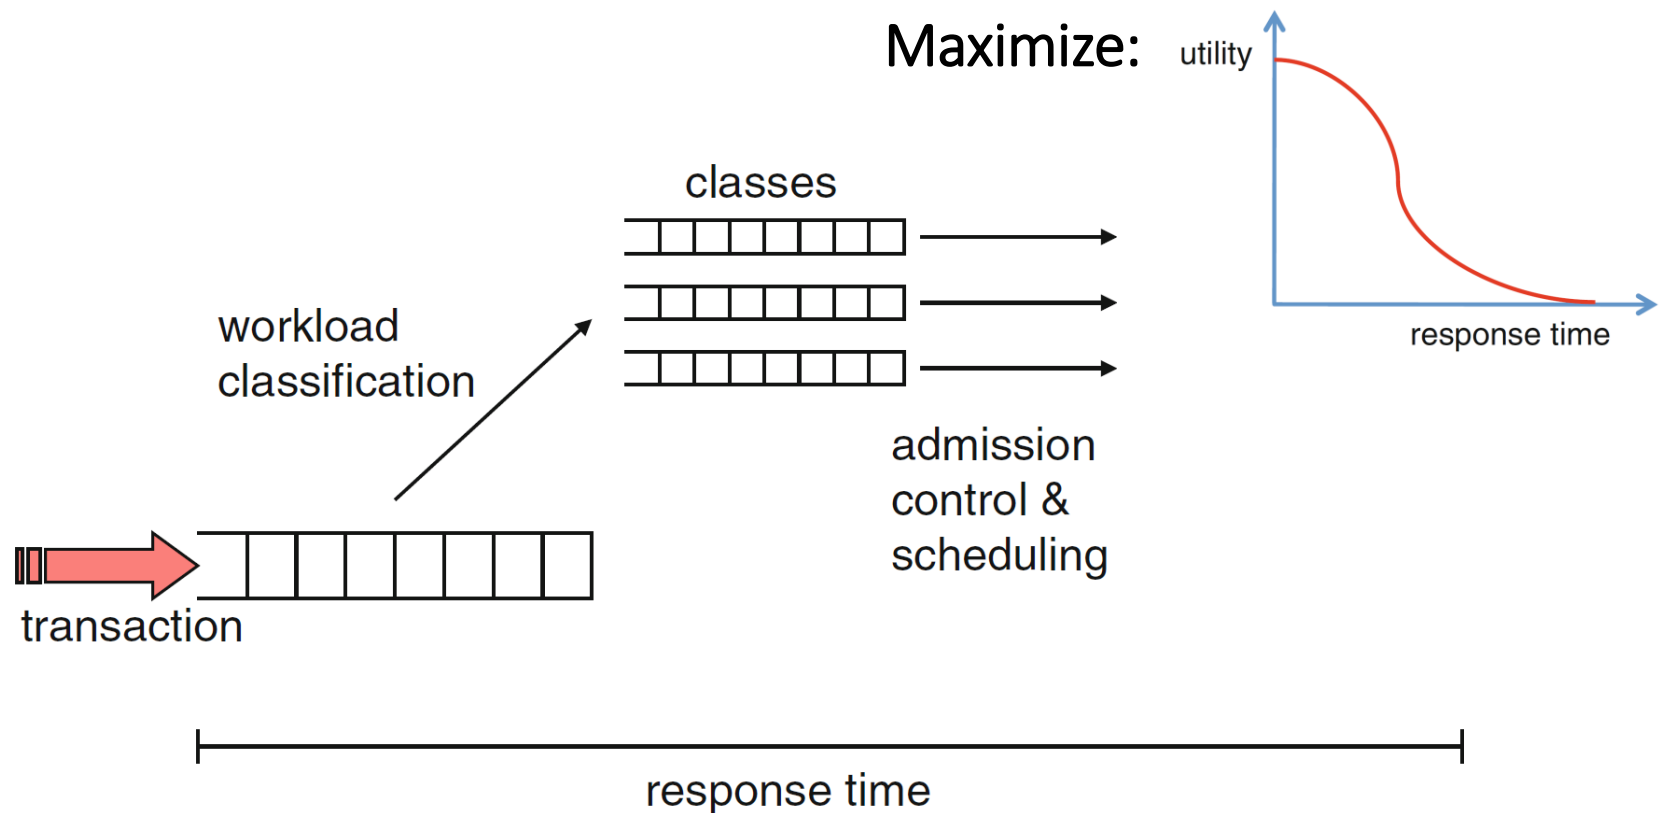 Maximize:
utility
response time
classes
workload
classification
admission
control &
scheduling
transaction
response time